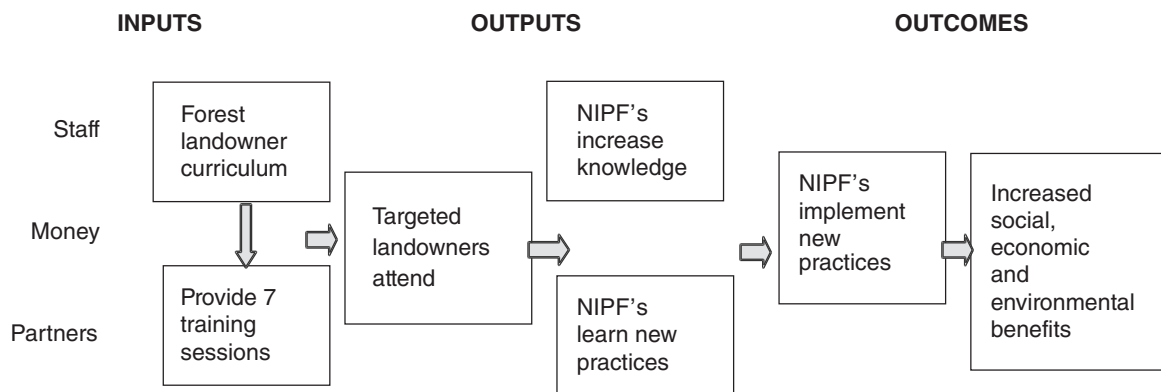 INPUTS
OUTPUTS
OUTCOMES
Staff
Money
Partners
Forest
landowner
curriculum
Provide 7
training
sessions
Targeted
landowners
attend
NIPF's
increase
knowledge
NIPF's
learn new
practices
NIPF's
implement
new
practices
Increased
social,
economic
and
environmental
benefits